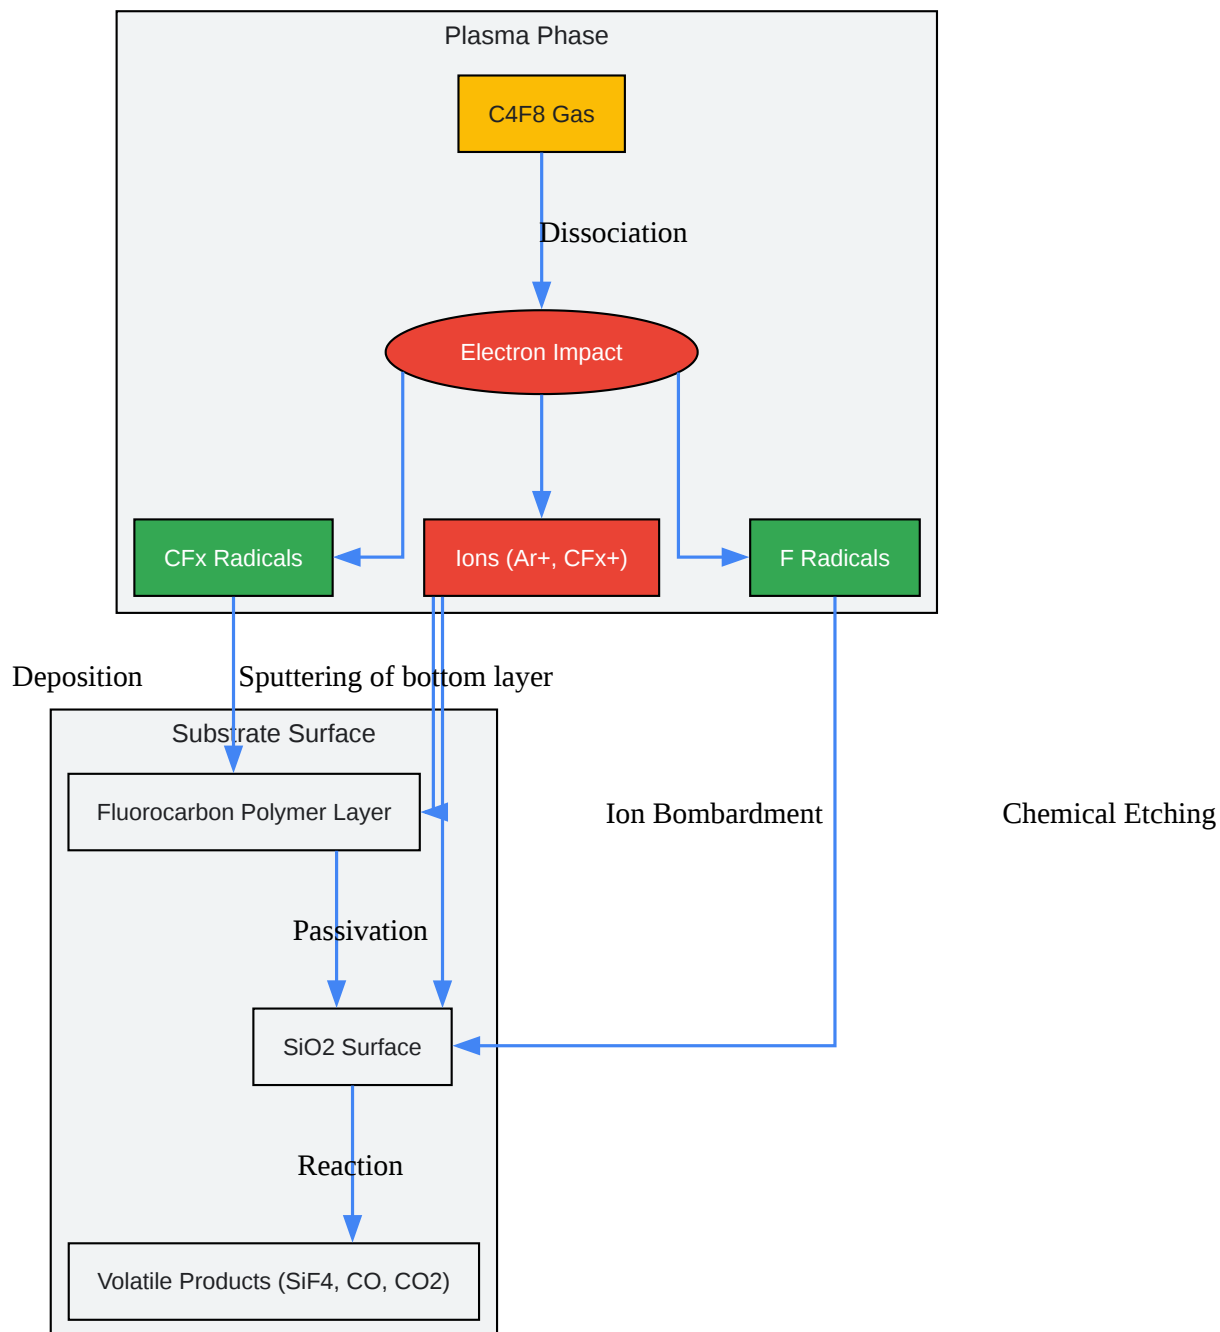 Plasma Phase
C4F8 Gas
Dissociation
Electron Impact
CFx Radicals
Ions (Ar+, CFx+)
F Radicals
Deposition
Sputtering of bottom layer
Substrate Surface
Fluorocarbon Polymer Layer
Ion Bombardment
Chemical Etching
Passivation
SiO2 Surface
Reaction
Volatile Products (SiF4, CO, CO2)